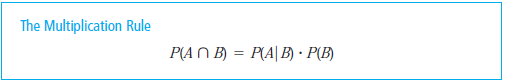 The Multiplication Rule
P(A ∩ B) = P(A|B) · P(B)